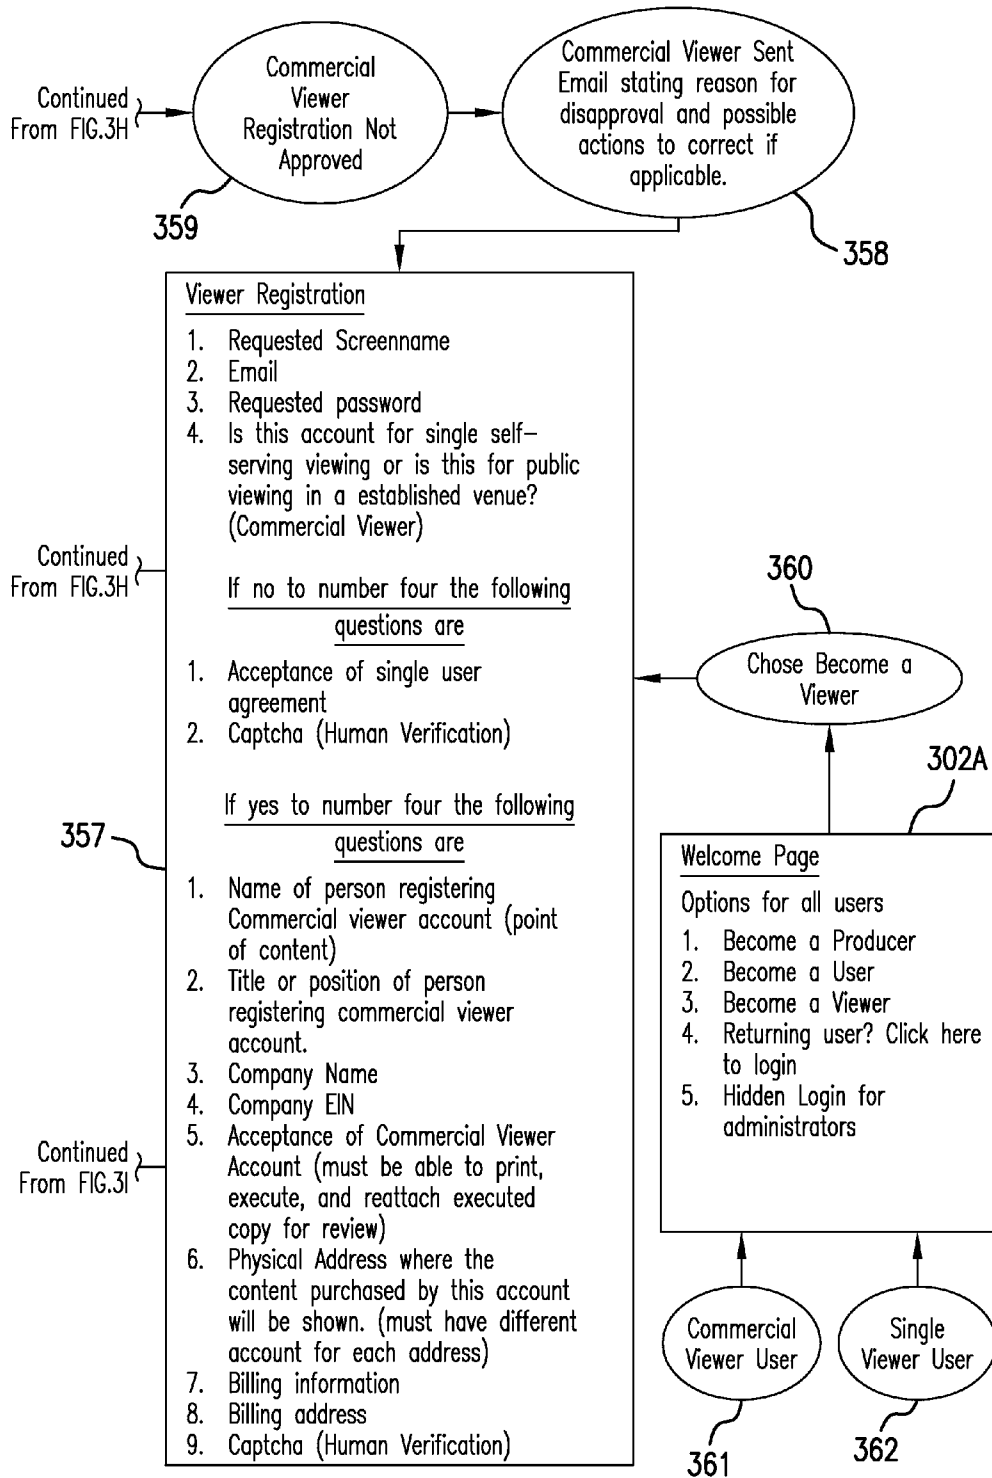 Continued
From FIG.3H
Commercial
Viewer
Registration Not
Approved
359
Commercial Viewer Sent
Email stating reason for
disapproval and possible
actions to correct if
applicable.
358
Viewer Registration
1. Requested Screenname
2. Email
3. Requested password
4. Is this account for single self-
serving viewing or is this for public
viewing in a established venue?
(Commercial Viewer)
Continued
From FIG.3H
If no to number four the following
questions are
1. Acceptance of single user
agreement
2. Captcha (Human Verification)
If yes to number four the following
questions are
357
1. Name of person registering
Commercial viewer account (point
of content)
2. Title or position of person
registering commercial viewer
account.
3. Company Name
4. Company EIN
5. Acceptance of Commercial Viewer
Account (must be able to print,
execute, and reattach executed
copy for review)
Continued
From FIG.3I
6. Physical Address where the
content purchased by this account
will be shown. (must have different
account for each address)
7. Billing information
8. Billing address
9. Captcha (Human Verification)
360
Chose Become a
Viewer
302A
Welcome Page
Options for all users
1. Become a Producer
2. Become a User
3. Become a Viewer
4. Returning user? Click here
to login
5. Hidden Login for
administrators
Commercial
Viewer User
361
Single
Viewer User
362